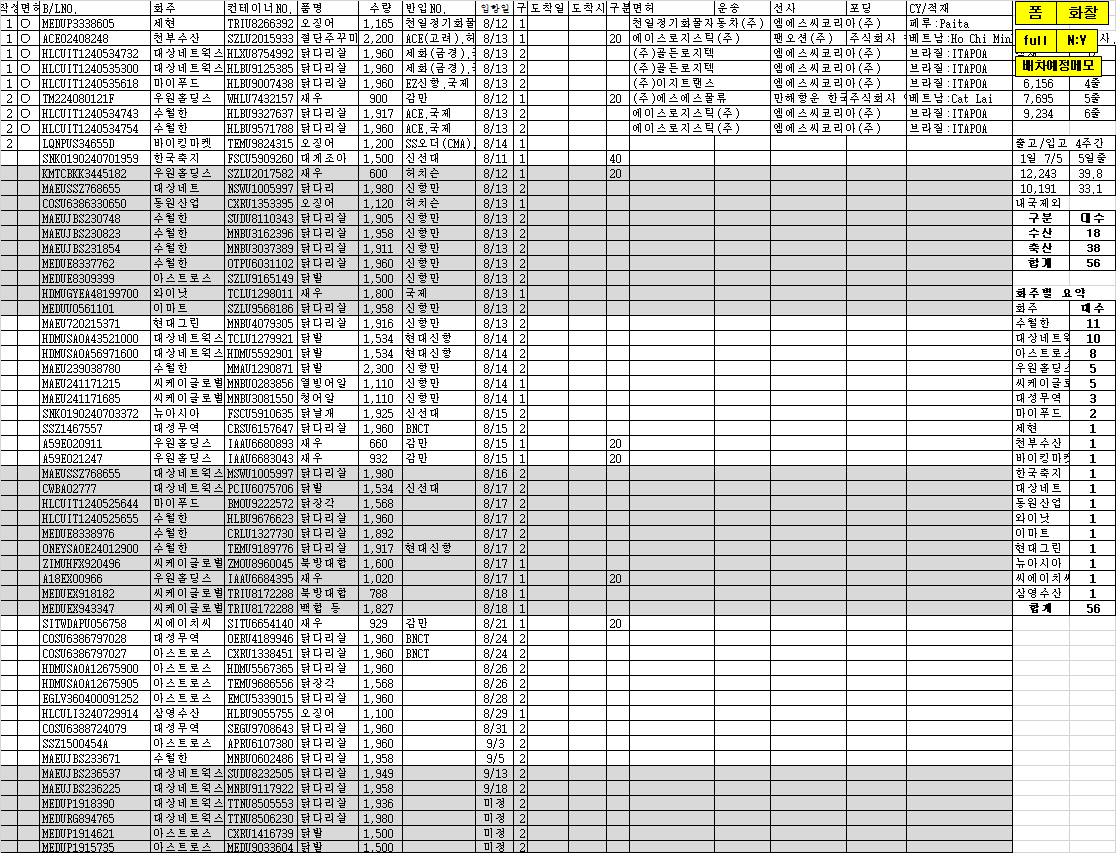 작성 면허 B/LNO. 화주 컨테이너NO. 품명 수량 반입NO. 입항일 구 도착일 도착시 구분 면허 운송 선사 포딩 CY/적재 폼 화찰
1 ○ MEDUP3338605 세현 TRIU8266392 오징어 1,165 천일정기화물 8/12 1 천일정기화물자동차(주) 엠에스씨코리아(주) 페루:Paita
1 ○ ACE02408248 천부수산 SZLU2015933 절단주꾸미 2,200 ACE(고려),허 8/13 2 20 에이스로지스틱(주) 팬오션(주) 주식회사 베트남:Ho Chi Min full N:Y
1 ○ HLCUIT1240534732 대상네트웍스 HLXU8754992 닭다리살 1,960 세화(금경), 8/13 2 (주)골든로지텍 엠에스씨코리아(주) 브라질:ITAPOA
1 ○ HLCUIT1240535300 대상네트웍스 HLBU9125385 닭다리살 1,960 세화(금경), 8/13 2 (주)골든로지텍 엠에스씨코리아(주) 브라질:ITAPOA 배차예정메모
1 ○ HLCUIT1240535618 마이푸드 HLBU9007438 닭다리살 1,960 EZ신항,국제 8/13 2 (주)이지트랜스 엠에스씨코리아(주) 브라질:ITAPOA 6,156 4줄
2 ○ TM224080121F 우원홀딩스 WHLU7432157 새우 900 감만 8/12 1 20 (주)에스에스물류 만해항운 한국주식회사 베트남:Cat Lai 7,695 5줄
2 ○ HLCUIT1240534743 수월한 HLBU9327637 닭다리살 1,917 ACE,국제 8/13 2 에이스로지스틱(주) 엠에스씨코리아(주) 브라질:ITAPOA 9,234 6줄
2 ○ HLCUIT1240534754 수월한 HLBU9571788 닭다리살 1,960 ACE,국제 8/13 2 에이스로지스틱(주) 엠에스씨코리아(주) 브라질:ITAPOA
2 LQNPUS34655D 바이킹마켓 TEMU9824315 오징어 1,200 SS오더(CMA), 8/14 1 출고/입고 4주간
SNKO190240701959 한국축지 FSCU5909260 대게조아 1,500 신선대 8/11 1 40 1일 7/5 5일줄
KMTCBKK3445182 우원홀딩스 SZLU2017582 새우 600 허치슨 8/12 1 20 12,243 39.8
MAEUSSZ768655 대상네트 NSWU1005997 닭다리 1,980 신항만 8/13 1 10,191 33.1
COSU6386330650 동원산업 CXRU1353395 오징어 1,120 허치슨 8/13 1 내국제외
MAEUJBS230748 수월한 SUDU8110343 닭다리살 1,905 신항만 8/13 2 구분 대수
MAEUJBS230823 수월한 MNBU3162396 닭다리살 1,958 신항만 8/13 2 수산 18
MAEUJBS231854 수월한 MNBU3037389 닭다리살 1,911 신항만 8/13 2 축산 38
MEDUE8337762 수월한 OTPU6031102 닭다리살 1,960 신항만 8/13 2 합계 56
MEDUE8309399 아스트로스 SZLU9165149 닭발 1,500 신항만 8/13 2
HDMUGYEA48199700 와이낫 TCLU1298011 새우 1,800 국제 8/13 1 화주별 요약
MEDUU0561101 이마트 SZLU9568186 닭다리살 1,958 신항만 8/13 2 화주 대수
MAEU720215371 현대그린 MNBU4079305 닭다리살 1,916 신항만 8/13 2 수월한 11
HDMUSAOA43521000 대상네트웍스 TCLU1279921 닭발 1,534 현대신항 8/14 2 대상네트웍 10
HDMUSAOA56971600 대상네트웍스 HDMU5592901 닭발 1,534 현대신항 8/14 2 아스트로스 8
MAEU239038780 수월한 MMAU1290871 닭발 2,300 신항만 8/14 2 우원홀딩스 5
MAEU241171215 씨케이글로벌 MNBU0283856 열빙어알 1,110 신항만 8/14 1 씨케이글로 5
MAEU241171685 씨케이글로벌 MNBU3081550 청어알 1,110 신항만 8/14 1 대성무역 3
SNKO190240703372 뉴아시아 FSCU5910635 닭날개 1,925 신선대 8/15 2 마이푸드 2
SSZ1467557 대성무역 CRSU6157647 닭다리살 1,960 BNCT 8/15 2 세현 1
A59E020911 우원홀딩스 IAAU6680893 새우 660 감만 8/15 1 20 천부수산 1
A59E021247 우원홀딩스 IAAU6683043 새우 932 감만 8/15 1 20 바이킹마켓 1
MAEUSSZ768655 대상네트웍스 MSWU1005997 닭다리살 1,980 8/16 2 한국축지 1
CWBA02777 대상네트웍스 PCIU6075706 닭발 1,534 신선대 8/17 2 대상네트 1
HLCUIT1240525644 마이푸드 BMOU9222572 닭장각 1,568 8/17 2 동원산업 1
HLCUIT1240525655 수월한 HLBU9676623 닭다리살 1,960 8/17 2 와이낫 1
MEDUE8338976 수월한 CRLU1327730 닭다리살 1,892 8/17 2 이마트 1
ONEYSAOE24012900 수월한 TEMU9189776 닭다리살 1,917 현대신항 8/17 2 현대그린 1
ZIMUHFX920496 씨케이글로벌 ZMOU8960045 북방대합 1,600 8/17 1 뉴아시아 1
A18EX00966 우원홀딩스 IAAU6684395 새우 1,020 8/17 1 20 씨에이치씨 1
MEDUEX918182 씨케이글로벌 TRIU8172288 북방대합 788 8/18 1 삼영수산 1
MEDUEX943347 씨케이글로벌 TRIU8172288 백합 등 1,827 8/18 1 합계 56
SITWDAPU056758 씨에이치씨 SITU6654140 새우 929 감만 8/21 1 20
COSU6386797028 대성무역 OERU4189946 닭다리살 1,960 BNCT 8/24 2
COSU6386797027 아스트로스 CXRU1338451 닭다리살 1,960 BNCT 8/24 2
HDMUSAOA12675900 아스트로스 HDMU5567365 닭다리살 1,960 8/26 2
HDMUSAOA12675905 아스트로스 TEMU9686556 닭장각 1,568 8/26 2
EGLV360400091252 아스트로스 EMCU5339015 닭다리살 1,960 8/28 2
HLCULI3240729914 삼영수산 HLBU9055755 오징어 1,100 8/29 1
COSU6388724079 대성무역 SEGU9708643 닭다리살 1,960 8/31 2
SSZ1500454A 아스트로스 APRU6107380 닭다리살 1,960 9/3 2
MAEUJBS233671 수월한 MNBU0602486 닭다리살 1,958 9/5 2
MAEUJBS236537 대상네트웍스 SUDU8232505 닭다리살 1,949 9/13 2
MAEUJBS236225 대상네트웍스 MNBU9117922 닭다리살 1,958 9/18 2
MEDUP1918390 대상네트웍스 TTNU8505553 닭다리살 1,936 미정 2
MEDURG894765 대상네트웍스 TTNU8506230 닭다리살 1,980 미정 2
MEDUP1914621 아스트로스 CXRU1416739 닭발 1,500 미정 2
MEDUP1915735 아스트로스 MEDU9033604 닭발 1,500 미정 2